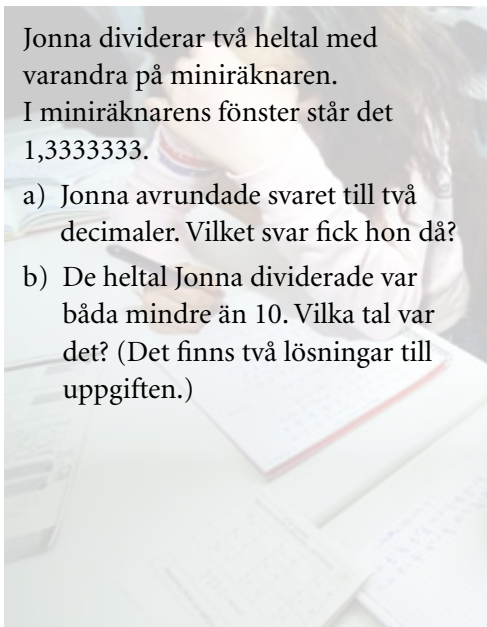 Jonna dividerar två heltal med
varandra på miniräknaren.
I miniräknarens fönster står det
1,3333333.
a) Jonna avrundade svaret till två
decimaler. Vilket svar fick hon då?
b) De heltal Jonna dividerade var
båda mindre än 10. Vilka tal var
det? (Det finns två lösningar till
uppgiften.)